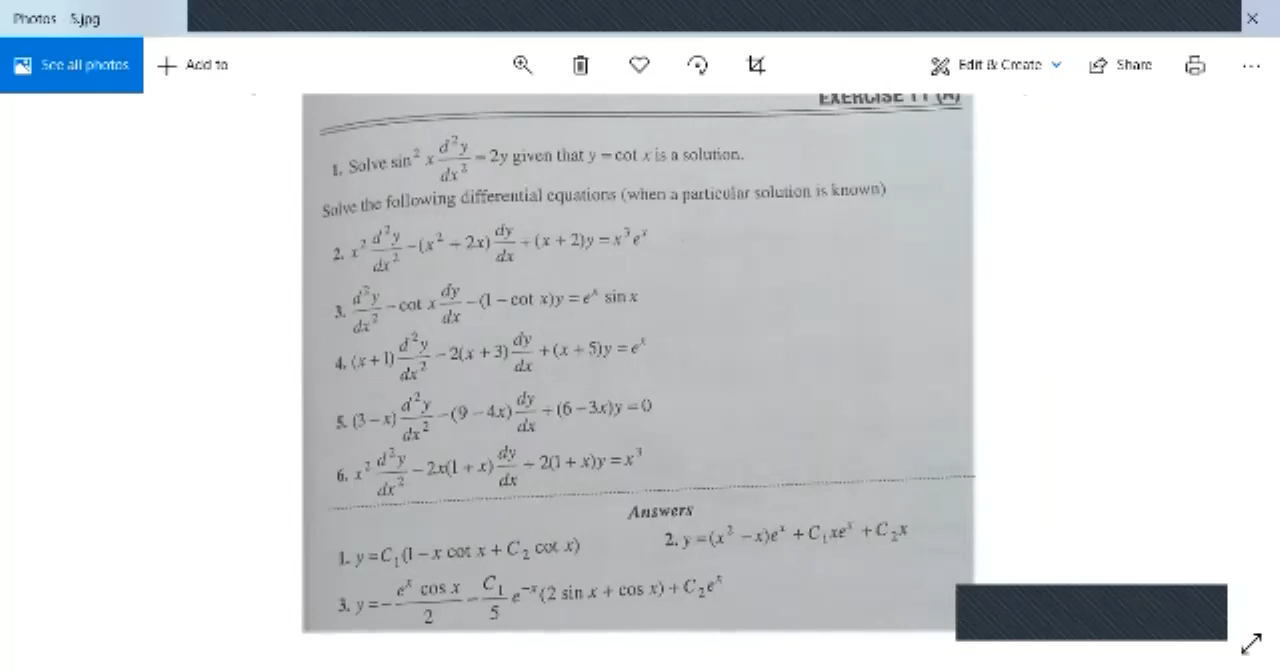 Photos - 5.jpg
See all photos
Add to
Edit & Create
Share
EXERCISE 11 (A)
1. Solve sin² x d²y/dx² = 2y given that y = cot x is a solution.
Solve the following differential equations (when a particular solution is known)
2. x² d²y/dx² - (x² + 2x) dy/dx + (x + 2)y = x³eˣ
3. d²y/dx² - cot x dy/dx - (1 - cot x)y = eˣ sin x
4. (x + 1) d²y/dx² - 2(x + 3) dy/dx + (x + 5)y = eˣ
5. (3 - x) d²y/dx² - (9 - 4x) dy/dx + (6 - 3x)y = 0
6. x² d²y/dx² - 2x(1 + x) dy/dx + 2(1 + x)y = x³
Answers
1. y = C₁(1 - x cot x + C₂ cot x)
2. y = (x² - x)eˣ + C₁xeˣ + C₂x
3. y = - eˣ cos x/2 - C₁/5 e⁻ˣ(2 sin x + cos x) + C₂eˣ